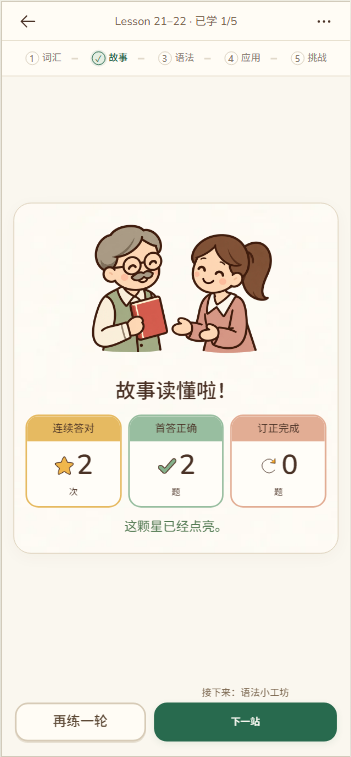 Lesson 21–22 · 已学 1/5
1 词汇 – 故事 – 3 语法 – 4 应用 – 5 挑战
故事读懂啦！
连续答对 首答正确 订正完成
2 2 0
次 题 题
这颗星已经点亮。
接下来：语法小工坊
再练一轮 下一站